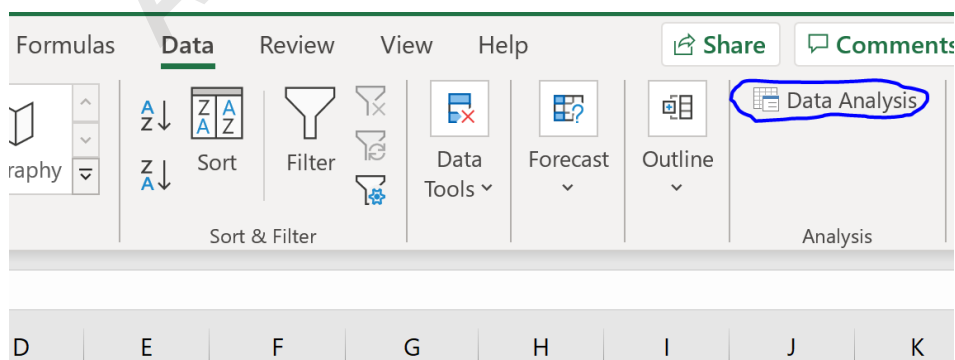 Formulas Data Review View Help Share Comments
Data Analysis
raphy Sort Filter Data Tools Forecast Outline
Sort & Filter Analysis
D E F G H I J K